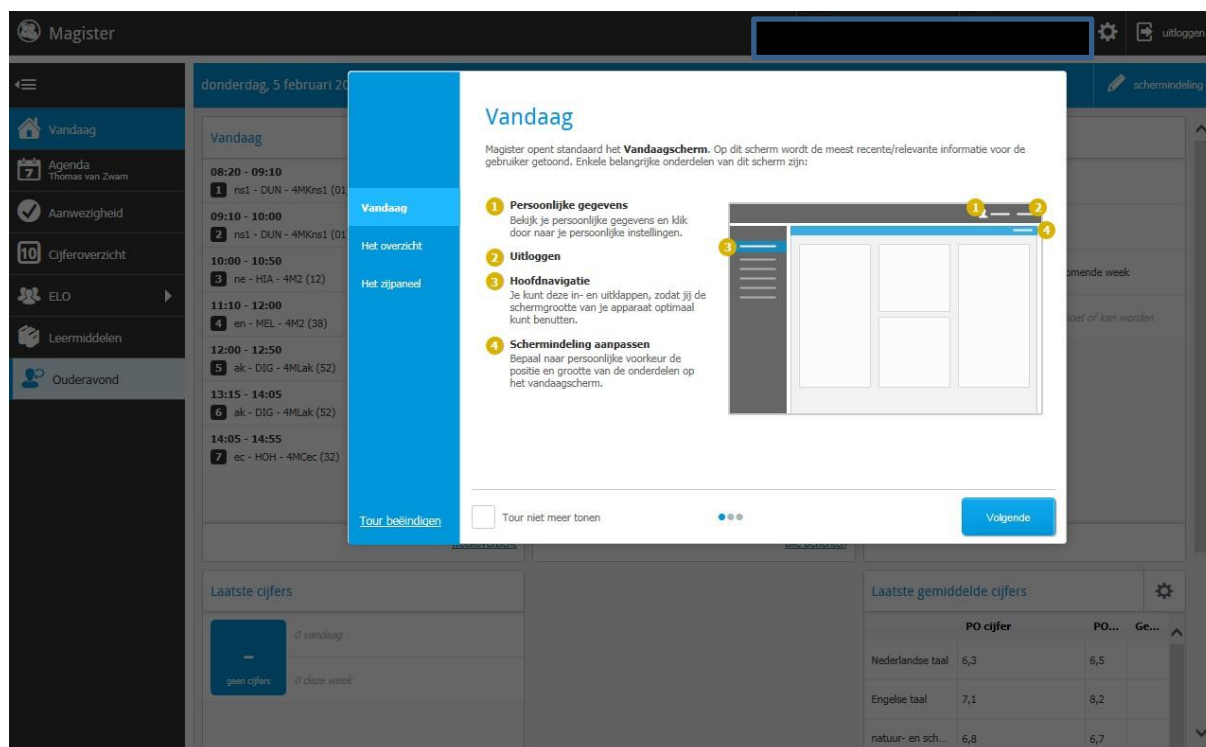 Magister
uitloggen
donderdag, 5 februari 20
schermindeling
Vandaag
Agenda
Thomas van Zwam
Aanwezigheid
10 Cijferoverzicht
ELO
Leermiddelen
Ouderavond
Vandaag
08:20 - 09:10
1 ns1 - DUN - 4MKns1 (01
09:10 - 10:00
2 ns1 - DUN - 4MKns1 (01
10:00 - 10:50
3 ne - HIA - 4M2 (12)
11:10 - 12:00
4 en - MEL - 4M2 (38)
12:00 - 12:50
5 ak - DIG - 4MLak (52)
13:15 - 14:05
6 ak - DIG - 4MLak (52)
14:05 - 14:55
7 ec - HOH - 4MCec (32)
Vandaag
Het overzicht
Het zijpaneel
Tour beëindigen
Vandaag
Magister opent standaard het Vandaagscherm. Op dit scherm wordt de meest recente/relevante informatie voor de
gebruiker getoond. Enkele belangrijke onderdelen van dit scherm zijn:
1 Persoonlijke gegevens
Bekijk je persoonlijke gegevens en klik
door naar je persoonlijke instellingen.
2 Uitloggen
3 Hoofdnavigatie
Je kunt deze in- en uitklappen, zodat jij de
schermgrootte van je apparaat optimaal
kunt benutten.
4 Schermindeling aanpassen
Bepaal naar persoonlijke voorkeur de
positie en grootte van de onderdelen op
het vandaagscherm.
1 2
3 4
Tour niet meer tonen
Volgende
omende week
moet of kan worden
Laatste cijfers
-
geen cijfers
0 vandaag
0 deze week
Laatste gemiddelde cijfers
PO cijfer PO... Ge...
Nederlandse taal 6,3 6,5
Engelse taal 7,1 8,2
natuur- en sch... 6,8 6,7